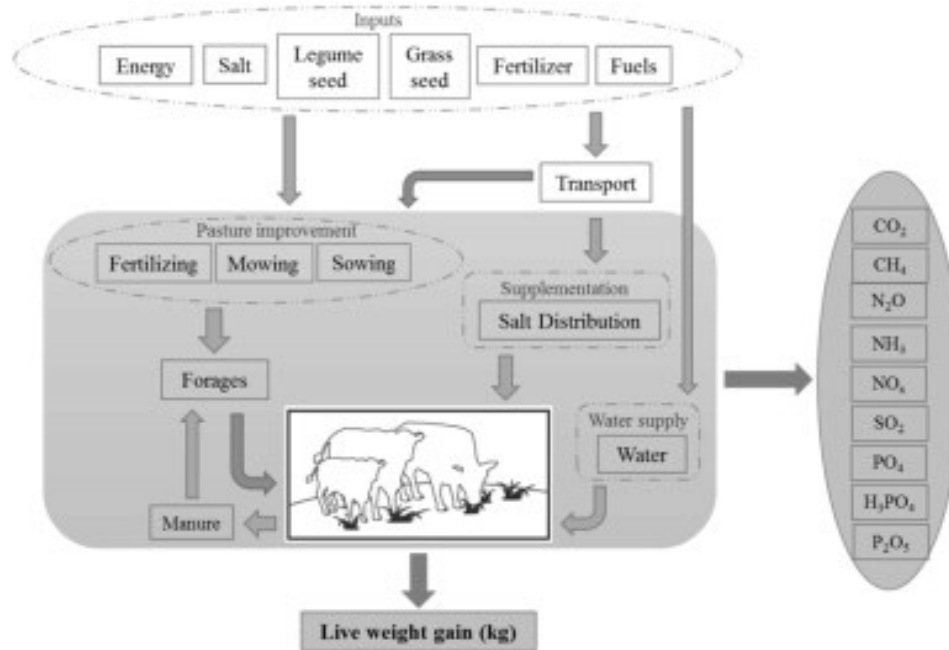 Inputs
Energy
Salt
Legume
seed
Grass
seed
Fertilizer
Fuels
Transport
Pasture improvement
Fertilizing
Mowing
Sowing
Supplementation
Salt Distribution
Forages
Water supply
Water
Manure
Live weight gain (kg)
CO₂
CH₄
N₂O
NOₓ
SO₂
PO₄
H₃PO₄
P₂O₅